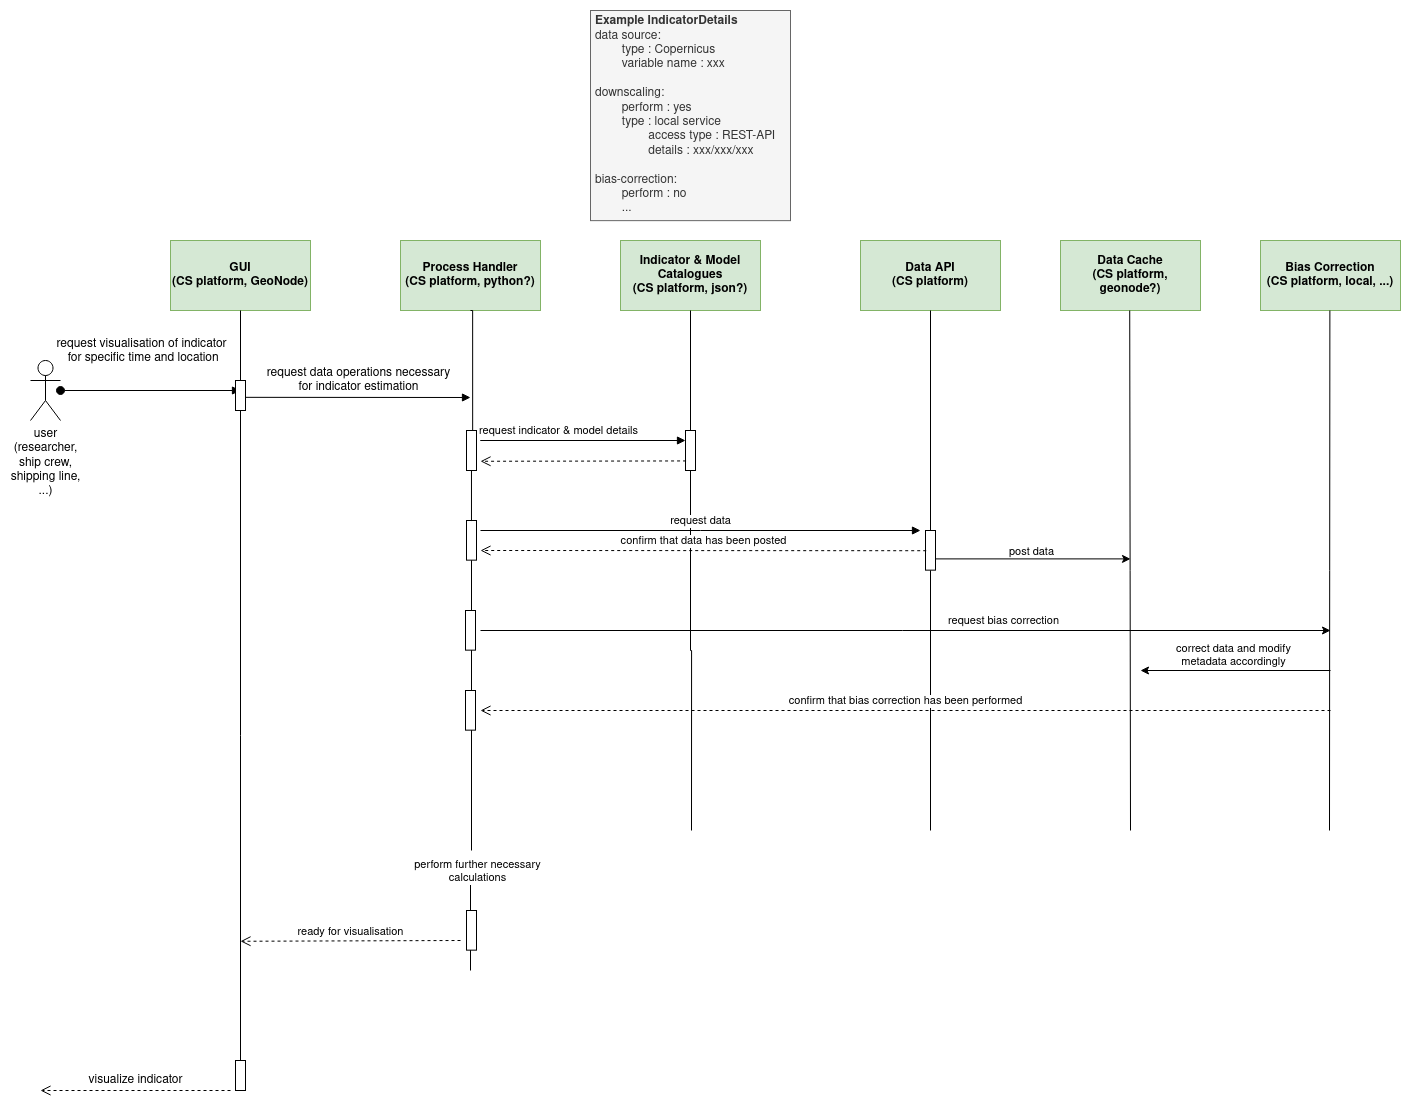 Example IndicatorDetails
data source:
type : Copernicus
variable name : xxx
downscaling:
perform : yes
type : local service
access type : REST-API
details : xxx/xxx/xxx
bias-correction:
perform : no
...
GUI
(CS platform, GeoNode)
Process Handler
(CS platform, python?)
Indicator & Model
Catalogues
(CS platform, json?)
Data API
(CS platform)
Data Cache
(CS platform,
geonode?)
Bias Correction
(CS platform, local, ...)
request visualisation of indicator
for specific time and location
request data operations necessary
for indicator estimation
user
(researcher,
ship crew,
shipping line,
...)
request indicator & model details
request data
confirm that data has been posted
post data
request bias correction
correct data and modify
metadata accordingly
confirm that bias correction has been performed
perform further necessary
calculations
ready for visualisation
visualize indicator